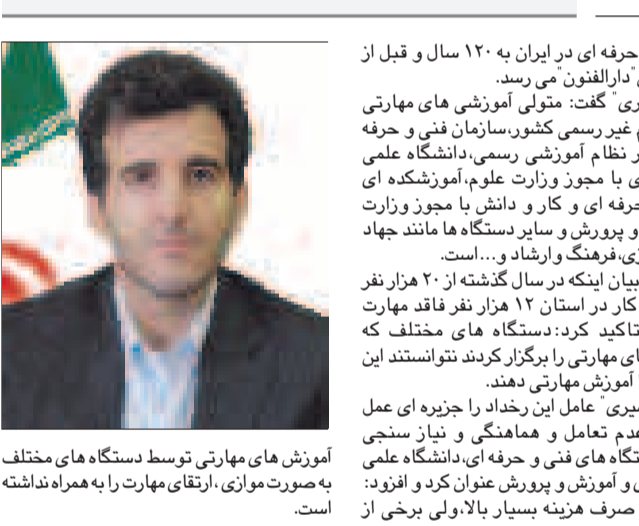 حرفه ای در ایران به ۱۲۰ سال و قبل از
"دارالفنون"می رسد.
ری" گفت: متولی آموزشی های مهارتی
غیر رسمی کشور،سازمان فنی و حرفه
ر نظام آموزشی رسمی،دانشگاه علمی
ی با مجوز وزارت علوم،آموزشکده ای
حرفه ای و کار و دانش با مجوز وزارت
و پرورش و سایر دستگاه ها مانند جهاد
زی،فرهنگ وارشاد و...است.
بیان اینکه در سال گذشته از ۲۰ هزار نفر
کار در استان ۱۲ هزار نفر فاقد مهارت
تاکید کرد:دستگاه های مختلف که
ای مهارتی را برگزار کردند نتوانستند این
آموزش مهارتی دهند.
سیری" عامل این رخداد را جزیره ای عمل
عدم تعامل و هماهنگی و نیاز سنجی
ستگاه های فنی و حرفه ای،دانشگاه علمی
ی و آموزش و پرورش عنوان کرد و افزود:
صرف هزینه بسیار بالا،ولی برخی از
آموزش های مهارتی توسط دستگاه های مختلف
به صورت موازی ،ارتقای مهارت را به همراه نداشته
است.